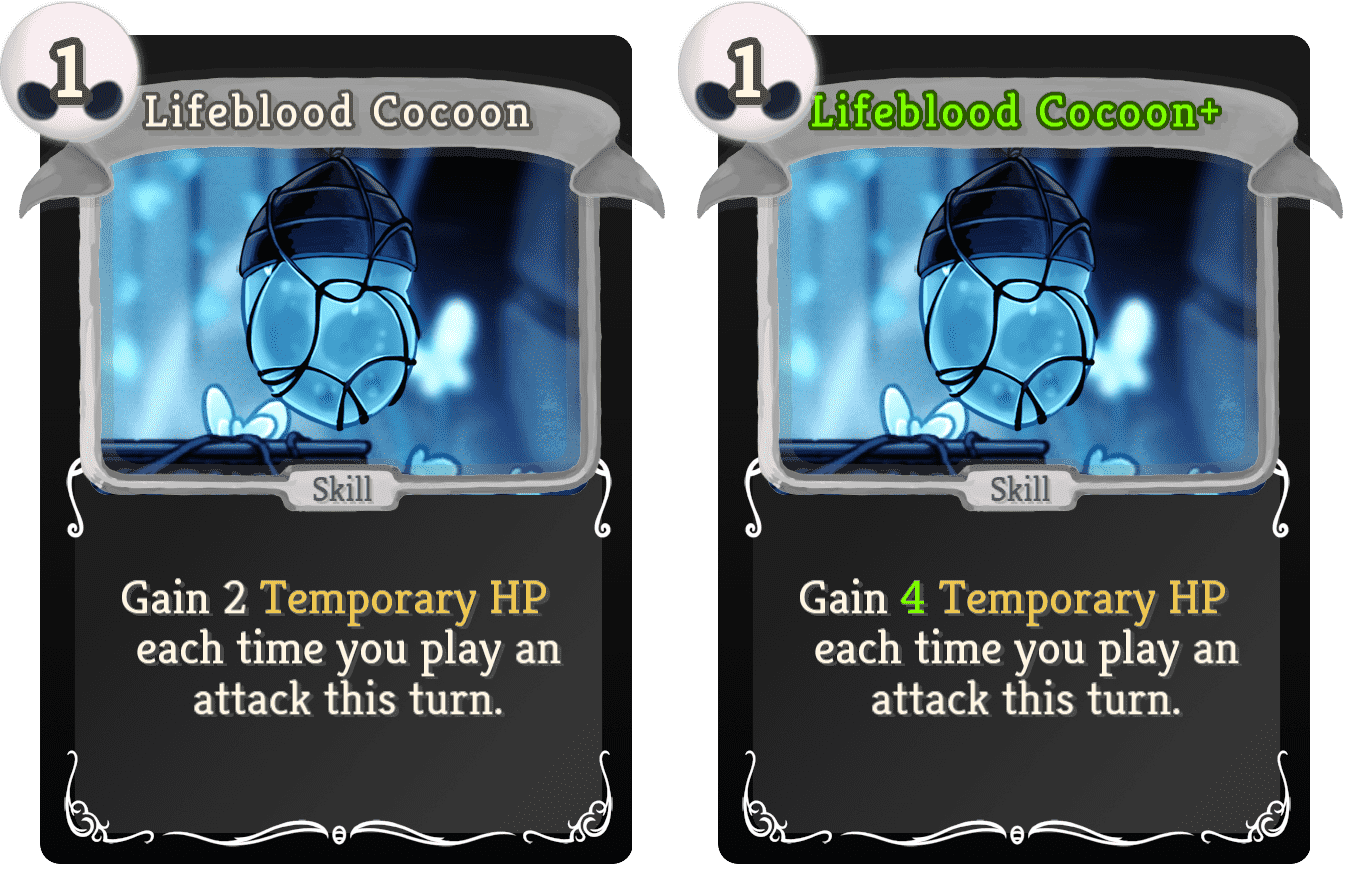 1
Lifeblood Cocoon
Skill
Gain 2 Temporary HP
each time you play an
attack this turn.
1
Lifeblood Cocoon+
Skill
Gain 4 Temporary HP
each time you play an
attack this turn.